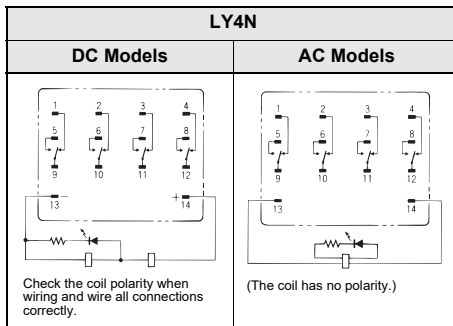 LY4N
DC Models
AC Models
1 2 3 4
5 6 7 8
9 10 11 12
13 − + 14
Check the coil polarity when
wiring and wire all connections
correctly.
1 2 3 4
5 6 7 8
9 10 11 12
13 14
(The coil has no polarity.)